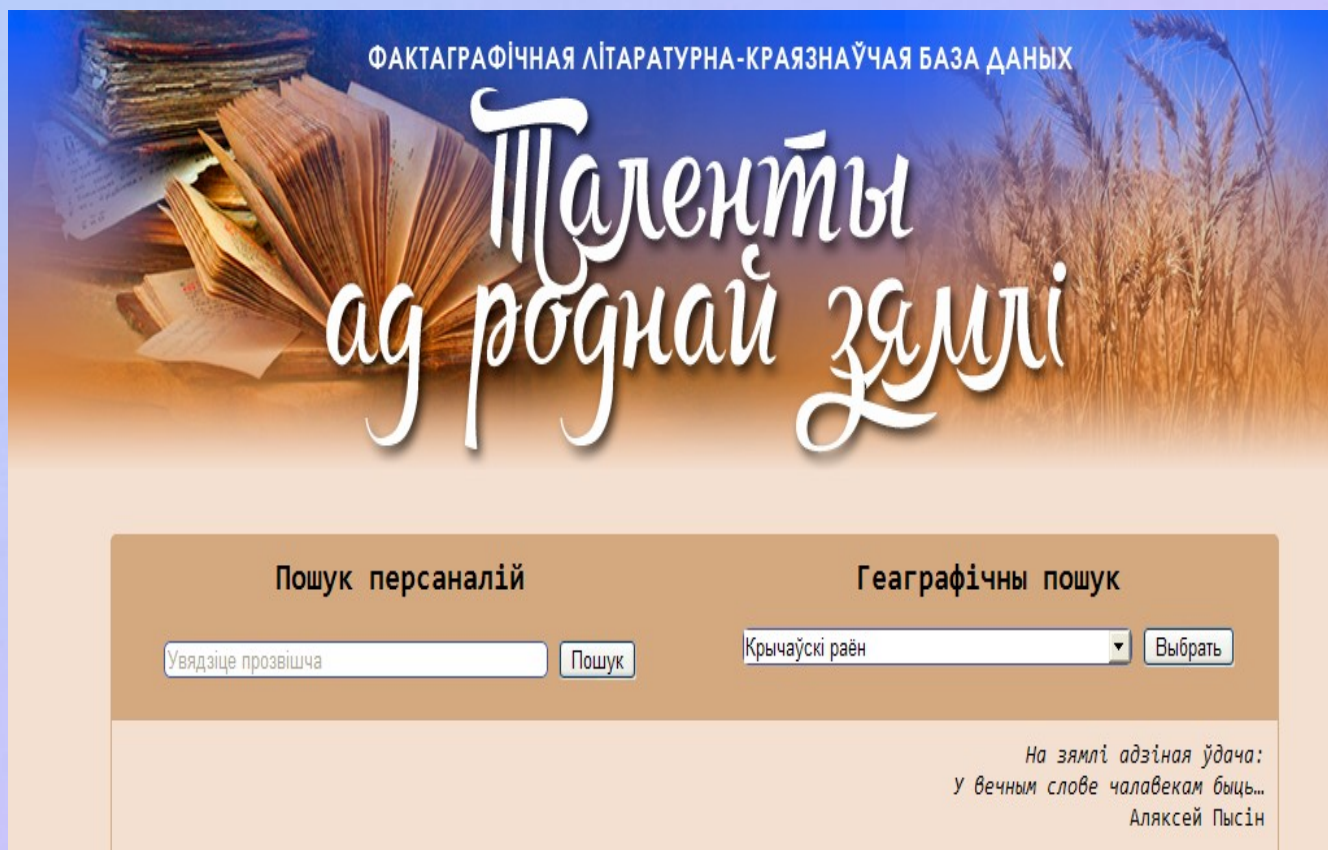 ФАКТАГРАФІЧНАЯ ЛІТАРАТУРНА-КРАЯЗНАЎЧАЯ БАЗА ДАНЫХ
Таленты
ад роднай зямлі
Пошук персаналій
Увядзіце прозвішча
Пошук
Геаграфічны пошук
Крычаўскі раён
Выбрать
На зямлі адзіная ўдача:
У вечным слове чалавекам быць…
Аляксей Пысін